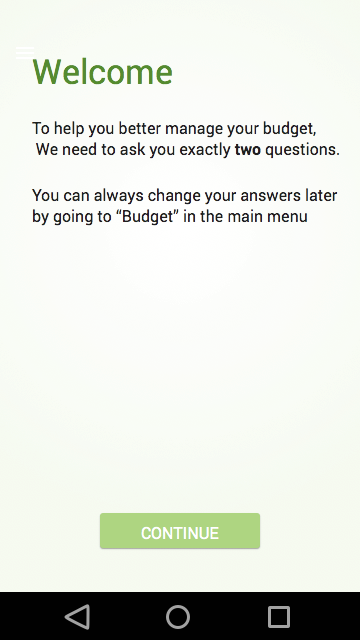 Welcome
To help you better manage your budget,
We need to ask you exactly two questions.
You can always change your answers later
by going to “Budget” in the main menu
CONTINUE